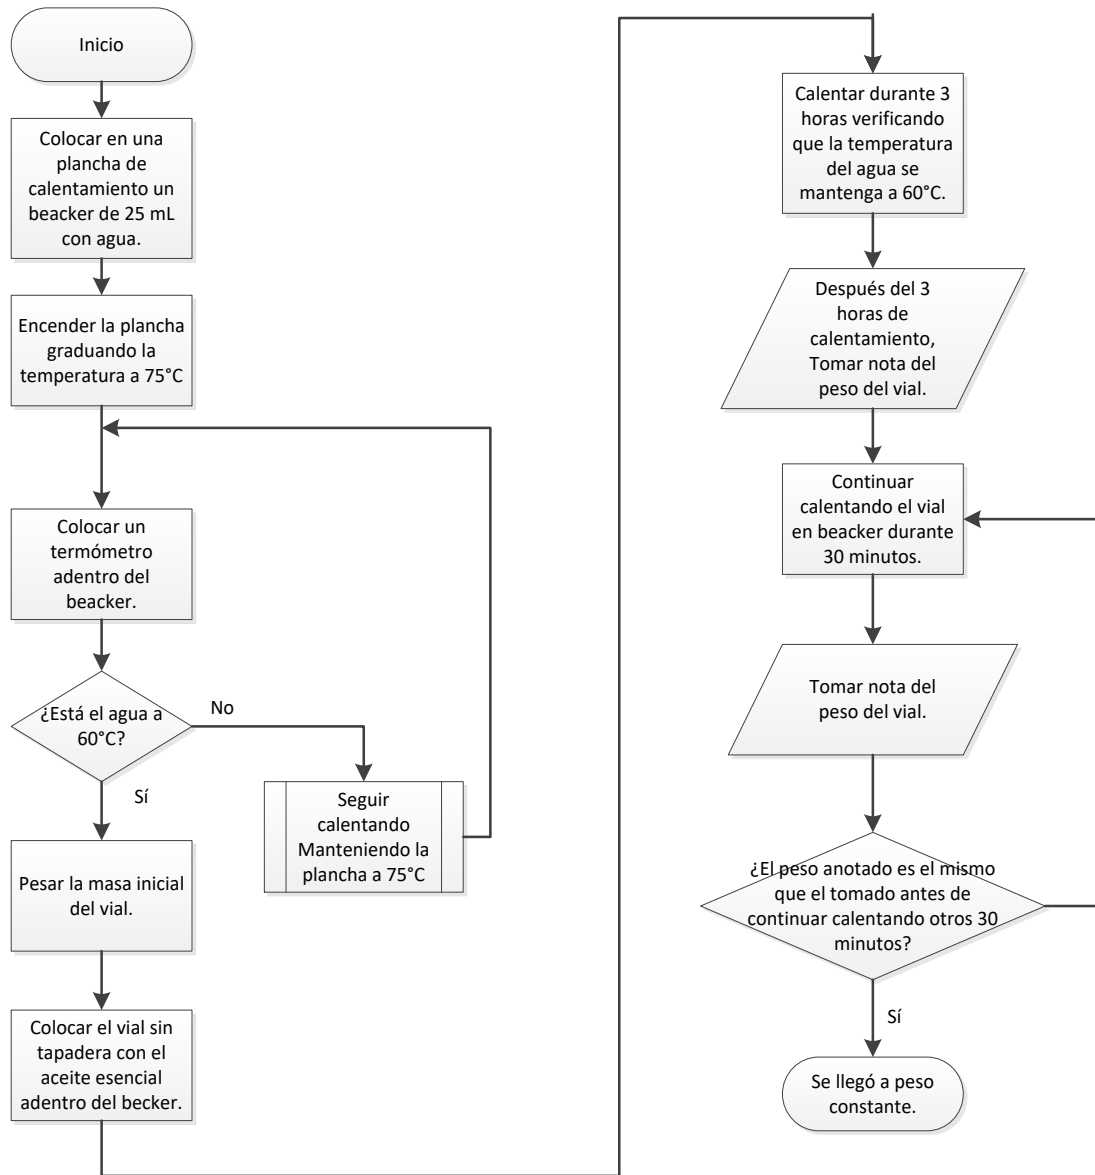 Inicio
Colocar en una
plancha de
calentamiento un
beacker de 25 mL
con agua.
Encender la plancha
graduando la
temperatura a 75°C
Colocar un
termómetro
adentro del
beacker.
¿Está el agua a
60°C?
No
Sí
Seguir
calentando
Manteniendo la
plancha a 75°C
Pesar la masa inicial
del vial.
Colocar el vial sin
tapadera con el
aceite esencial
adentro del becker.
Calentar durante 3
horas verificando
que la temperatura
del agua se
mantenga a 60°C.
Después del 3
horas de
calentamiento,
Tomar nota del
peso del vial.
Continuar
calentando el vial
en beacker durante
30 minutos.
Tomar nota del
peso del vial.
¿El peso anotado es el mismo
que el tomado antes de
continuar calentando otros 30
minutos?
Sí
Se llegó a peso
constante.